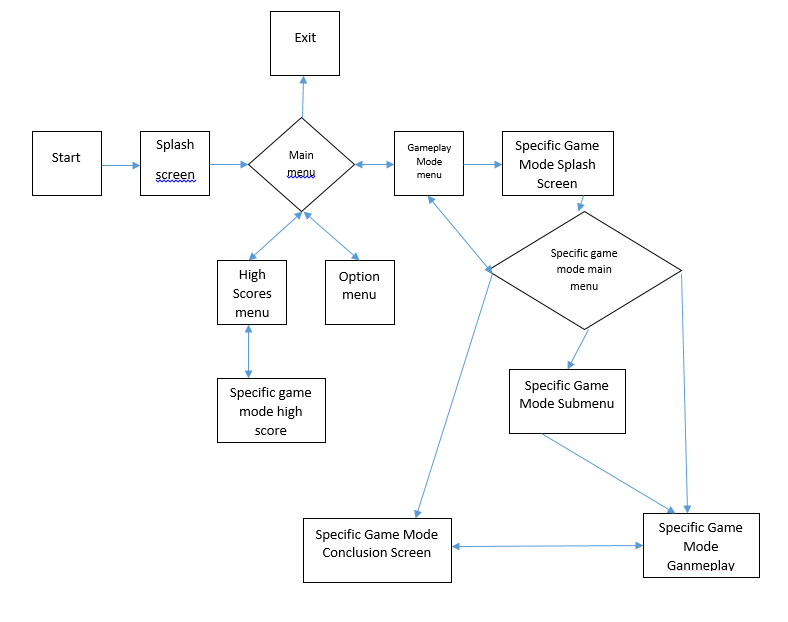 Exit
Start
Splash
screen
Main
menu
Gameplay
Mode
menu
Specific Game
Mode Splash
Screen
Specific game
mode main
menu
High
Scores
menu
Option
menu
Specific game
mode high
score
Specific Game
Mode Submenu
Specific Game Mode
Conclusion Screen
Specific Game
Mode
Ganmeplay